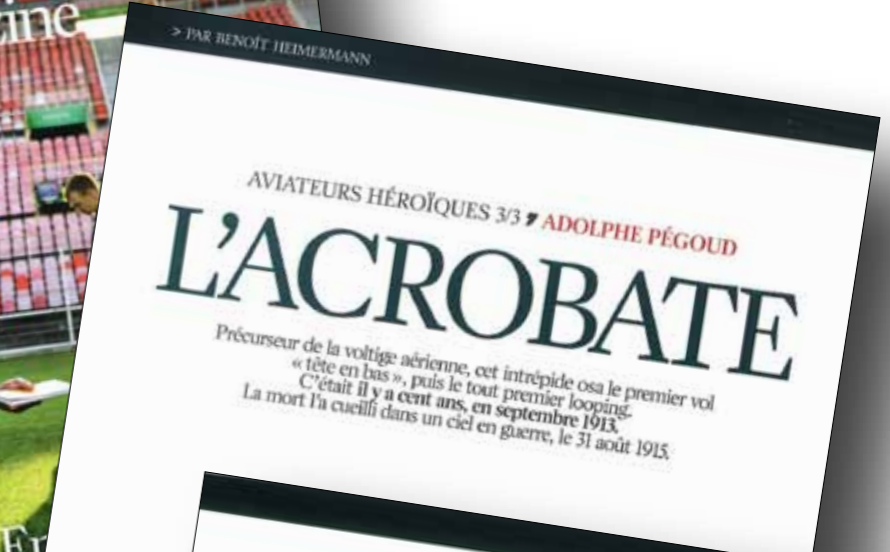 cine
> PAR BENOÎT HEIMERMANN
AVIATEURS HÉROÏQUES 3/3 ADOLPHE PÉGOUD
L'ACROBATE
Précurseur de la voltige aérienne, cet intrépide osa le premier vol
« tête en bas », puis le tout premier looping.
C'était il y a cent ans, en septembre 1913.
La mort l'a cueilli dans un ciel en guerre, le 31 août 1915.